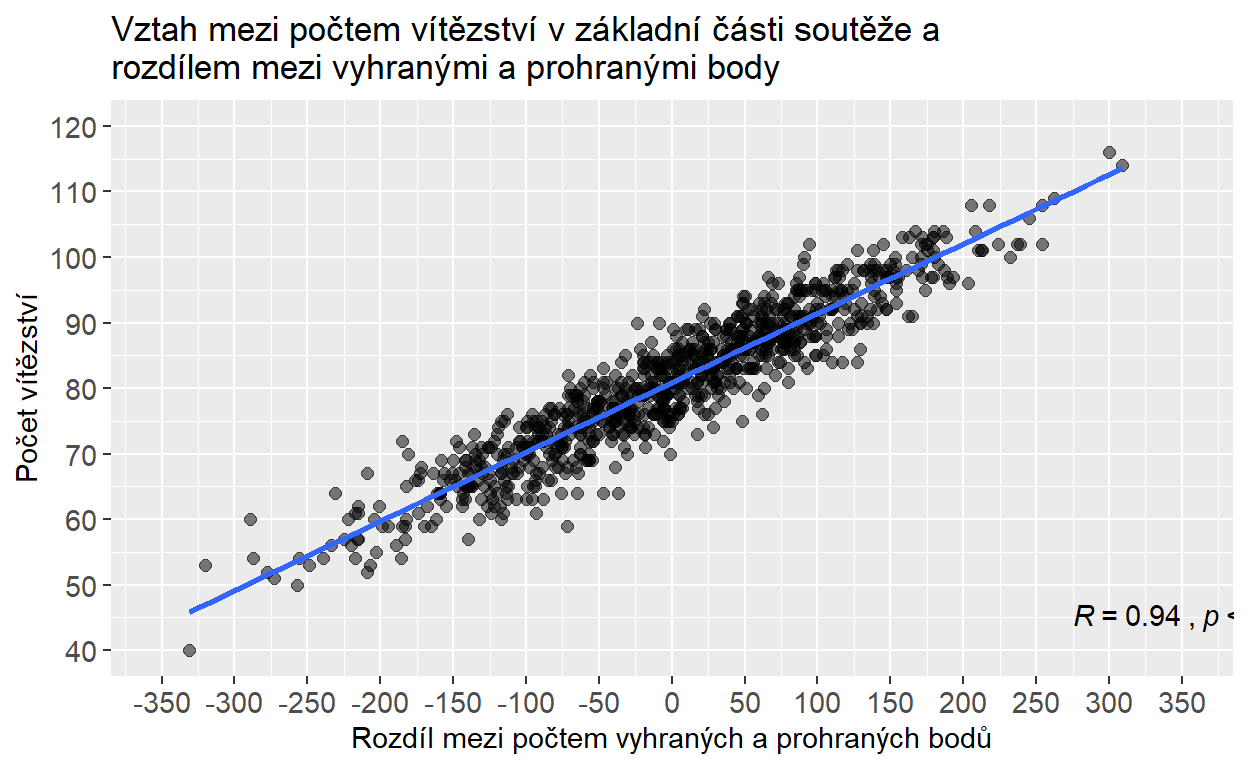 Vztah mezi počtem vítězství v základní části soutěže a
rozdílem mezi vyhranými a prohranými body
Počet vítězství
120
110
100
90
80
70
60
50
40
R = 0.94 , p <
-350 -300 -250 -200 -150 -100 -50 0 50 100 150 200 250 300 350
Rozdíl mezi počtem vyhraných a prohraných bodů